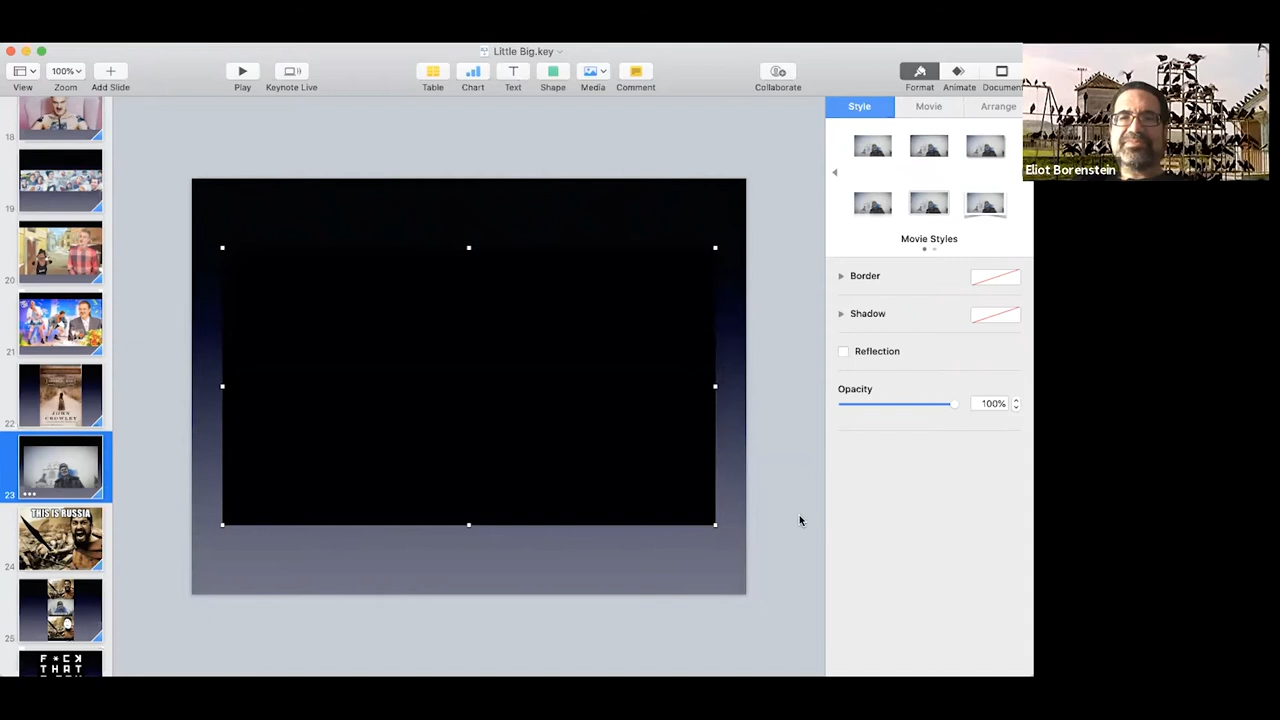 Little Big.key
100%
View
Zoom
Add Slide
Play
Keynote Live
Table
Chart
Text
Shape
Media
Comment
Collaborate
Format
Animate
Document
Style
Movie
Arrange
Movie Styles
Border
Shadow
Reflection
Opacity
100%
Eliot Borenstein
18
19
20
21
22
JOHN
CROWLEY
23
THIS IS RUSSIA
24
25
F*CK
THAT